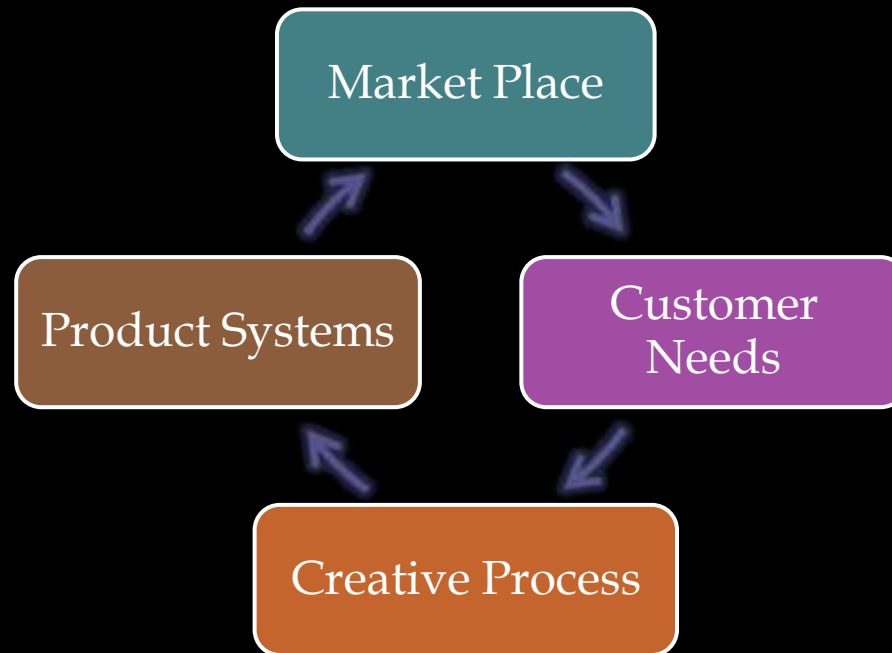 Market Place
Product Systems
Customer
Needs
Creative Process